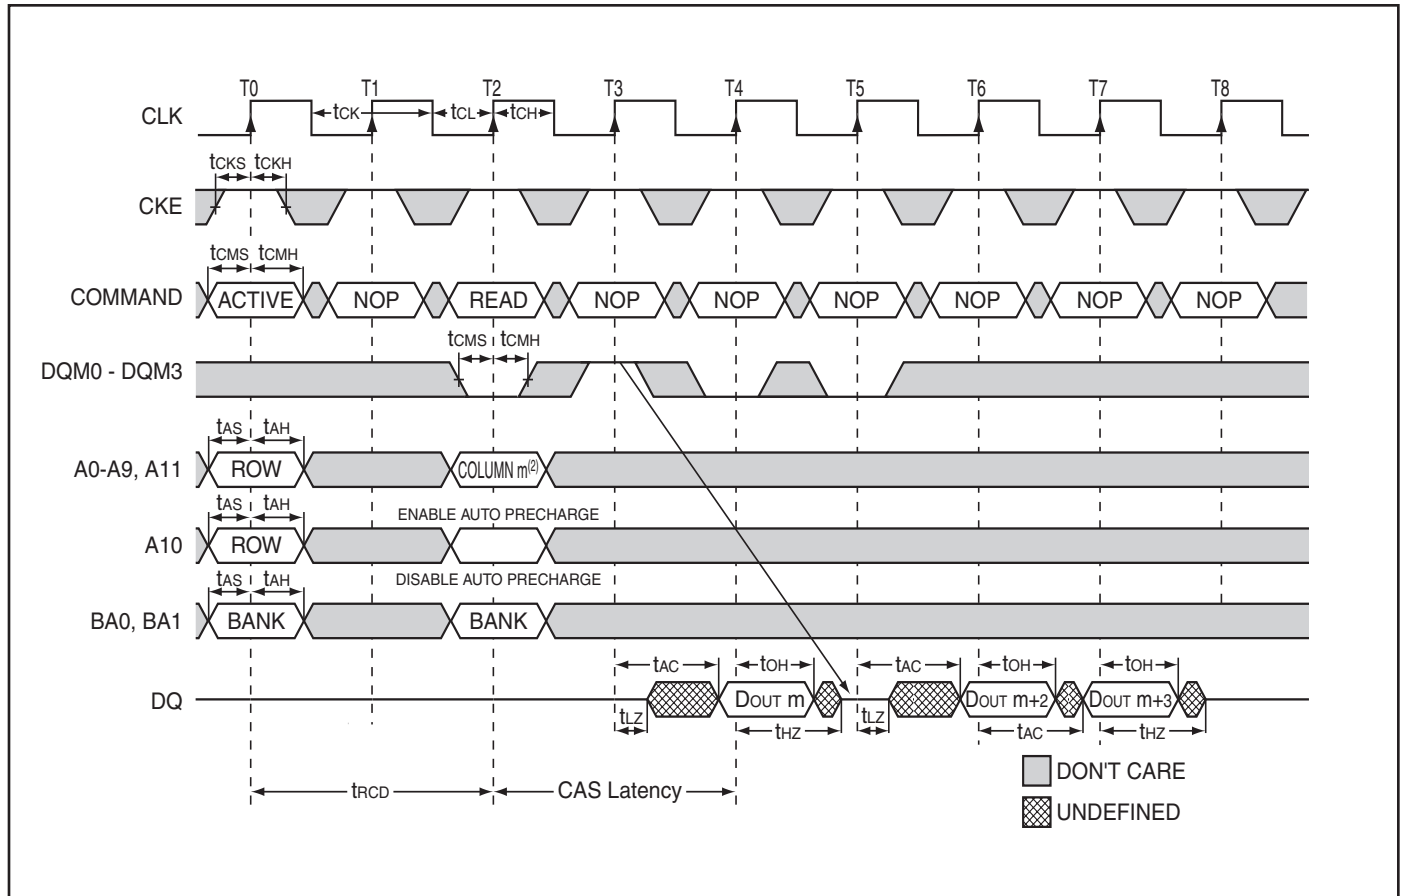 T0 T1 T2 T3 T4 T5 T6 T7 T8
CLK tCK tCL tCH
tCKS tCKH
CKE
tCMS tCMH
COMMAND ACTIVE NOP READ NOP NOP NOP NOP NOP NOP
tCMS tCMH
DQM0 - DQM3
tAS tAH
A0-A9, A11 ROW COLUMN m(2)
tAS tAH ENABLE AUTO PRECHARGE
A10 ROW
tAS tAH DISABLE AUTO PRECHARGE
BA0, BA1 BANK BANK
tAC tOH tAC tOH tOH
DQ DOUT m DOUT m+2 DOUT m+3
tLZ tHZ tLZ tAC tHZ
DON'T CARE
tRCD CAS Latency
UNDEFINED